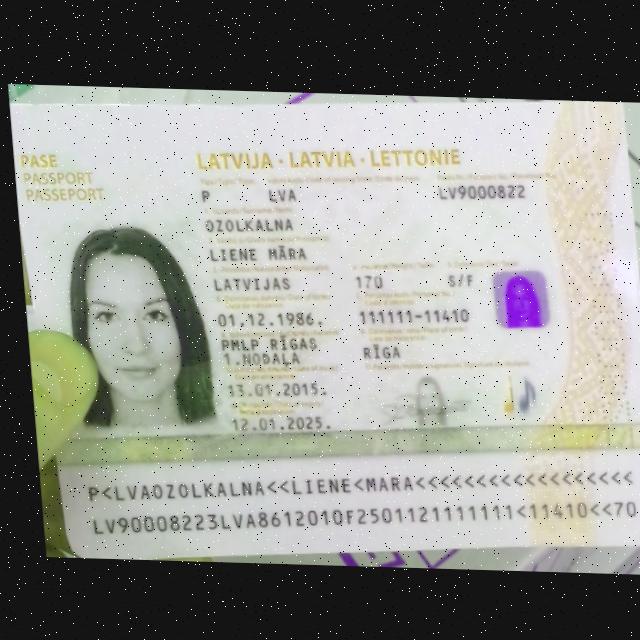 PASE LATVIJA · LATVIA · LETTONIE
PASSPORT
PASSEPORT
P LVA LV9000822
OZOLKALNA
LIENE MĀRA
LATVIJAS 170 S/F
01.12.1986. 111111-11410
PMLP RĪGAS
1.NODAĻA RĪGA
13.01.2015.
12.01.2025.
P<LVAOZOLKALNA<<LIENE<MARA<<<<<<<<<<<<<<<<<<
LV90008223LVA8612010F2501121111111<11410<<70